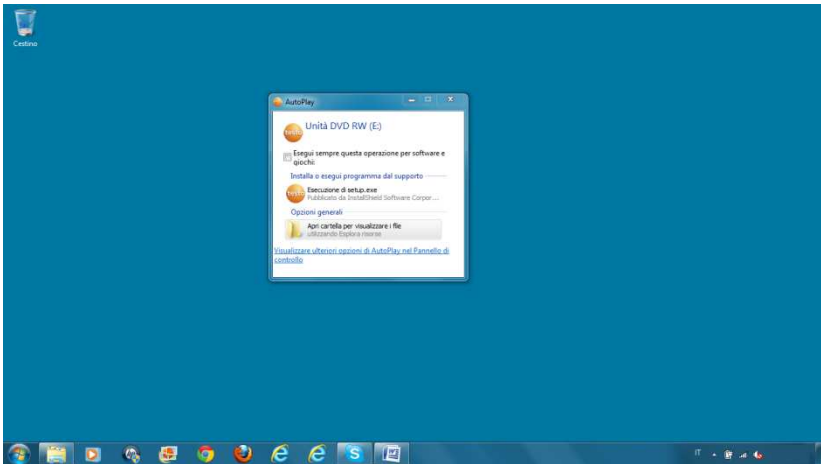 Cestino
AutoPlay
Unità DVD RW (E:)
Esegui sempre questa operazione per software e
giochi:
Installa o esegui programma dal supporto
Esecuzione di setup.exe
Pubblicato da InstallShield Software Corpor...
Opzioni generali
Apri cartella per visualizzare i file
utilizzando Esplora risorse
Visualizzare ulteriori opzioni di AutoPlay nel Pannello di
controllo
IT